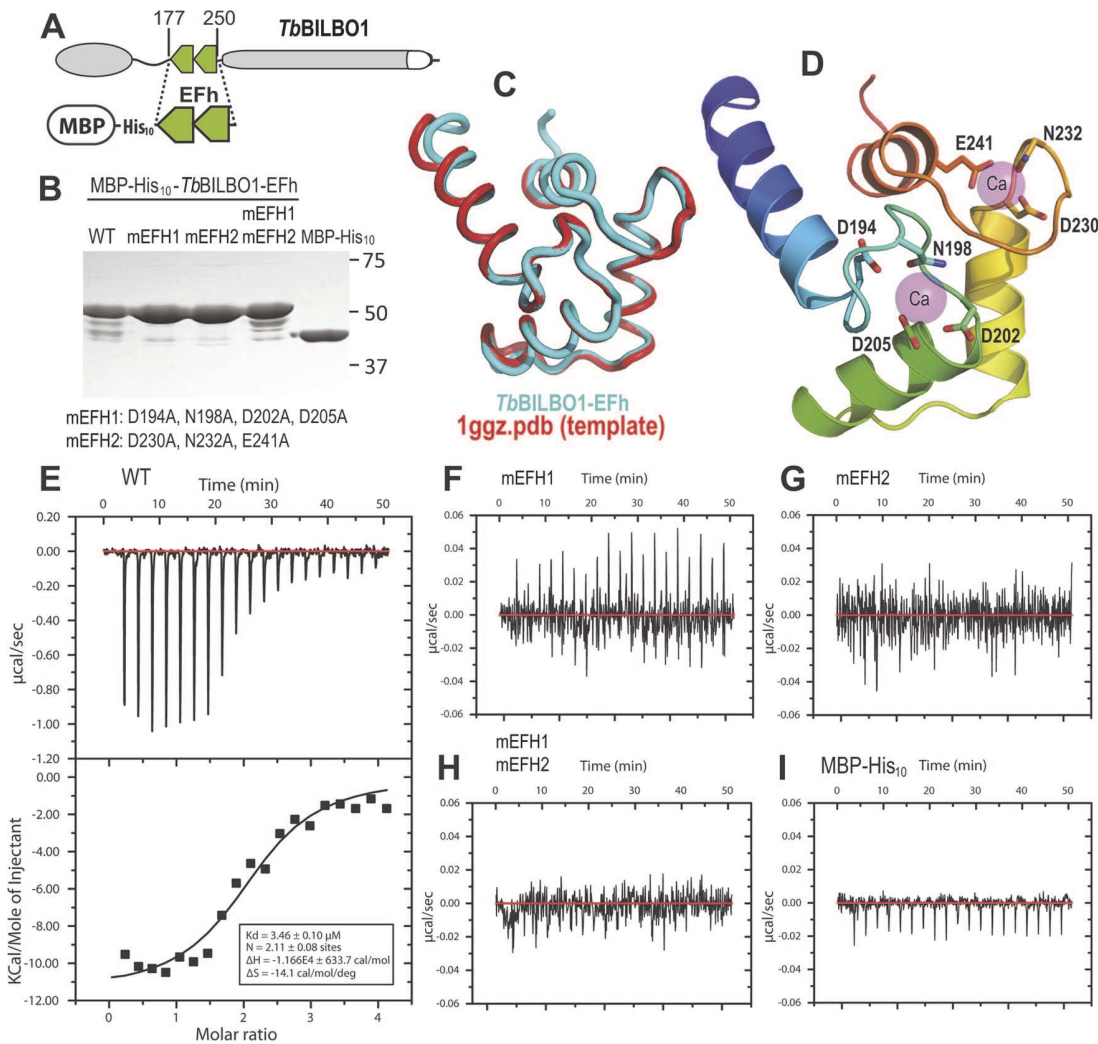 A
177
250
TbBILBO1
EFh
MBP
His10
B
MBP-His10-TbBILBO1-EFh
mEFH1
WT mEFH1 mEFH2 mEFH2 MBP-His10
75
50
37
mEFH1: D194A, N198A, D202A, D205A
mEFH2: D230A, N232A, E241A
C
TbBILBO1-EFh
1ggz.pdb (template)
D
E241
N232
Ca
D230
D194
N198
Ca
D205
D202
E WT
Time (min)
0 10 20 30 40 50
0.20
0.00
-0.20
-0.40
-0.60
-0.80
-1.00
-1.20
µcal/sec
0.00
-2.00
-4.00
-6.00
-8.00
-10.00
-12.00
KCal/Mole of Injectant
Kd = 3.46 ± 0.10 µM
N = 2.11 ± 0.08 sites
ΔH = -1.166E4 ± 633.7 cal/mol
ΔS = -14.1 cal/mol/deg
0 1 2 3 4
Molar ratio
F mEFH1 Time (min)
0 10 20 30 40 50
0.06
0.04
0.02
0.00
-0.02
-0.04
-0.06
µcal/sec
G mEFH2 Time (min)
0 10 20 30 40 50
0.06
0.04
0.02
0.00
-0.02
-0.04
-0.06
µcal/sec
H mEFH1
mEFH2 Time (min)
0 10 20 30 40 50
0.06
0.04
0.02
0.00
-0.02
-0.04
-0.06
µcal/sec
I MBP-His10 Time (min)
0 10 20 30 40 50
0.06
0.04
0.02
0.00
-0.02
-0.04
-0.06
µcal/sec